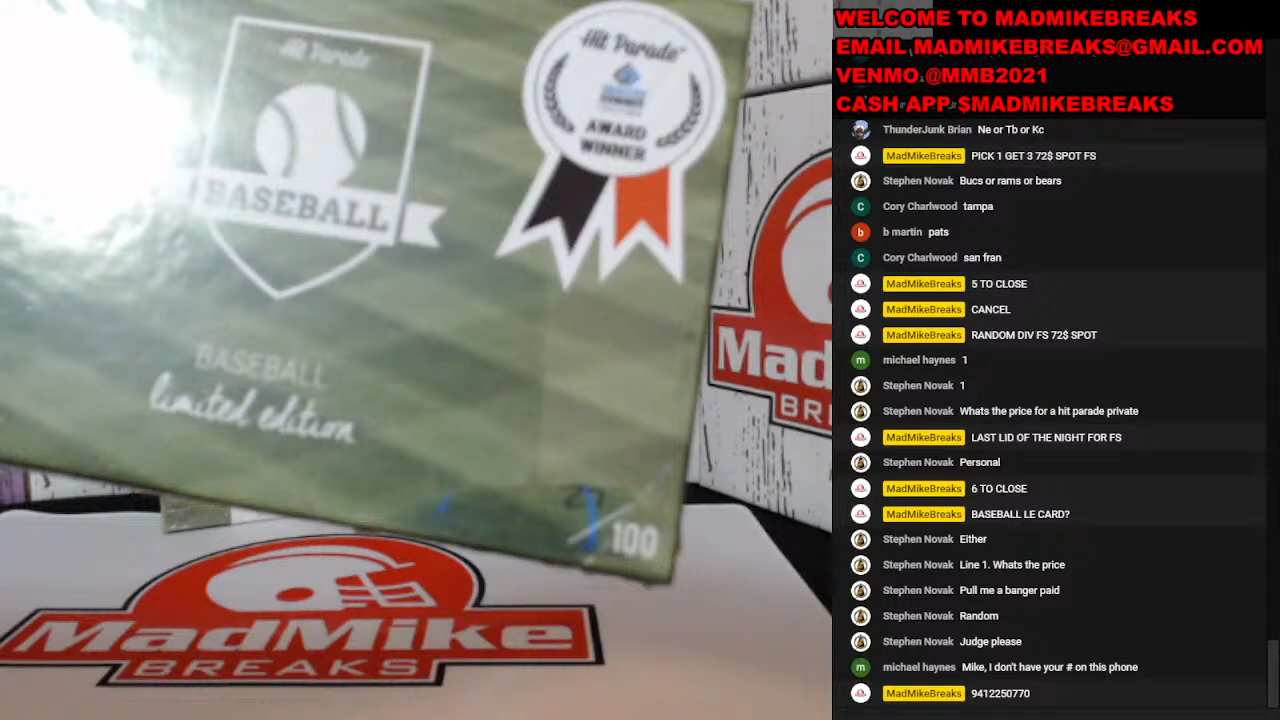 Hit Parade
BASEBALL
BASEBALL
limited edition
Hit Parade
AWARD
WINNER
/100
Mad
BR
MadMike
BREAKS
WELCOME TO MADMIKEBREAKS
EMAIL MADMIKEBREAKS@GMAIL.COM
VENMO @MMB2021
CASH APP $MADMIKEBREAKS
ThunderJunk Brian Ne or Tb or Kc
MadMikeBreaks PICK 1 GET 3 72$ SPOT FS
Stephen Novak Bucs or rams or bears
C Cory Charlwood tampa
b b martin pats
C Cory Charlwood san fran
MadMikeBreaks 5 TO CLOSE
MadMikeBreaks CANCEL
MadMikeBreaks RANDOM DIV FS 72$ SPOT
m michael haynes 1
Stephen Novak 1
Stephen Novak Whats the price for a hit parade private
MadMikeBreaks LAST LID OF THE NIGHT FOR FS
Stephen Novak Personal
MadMikeBreaks 6 TO CLOSE
MadMikeBreaks BASEBALL LE CARD?
Stephen Novak Either
Stephen Novak Line 1. Whats the price
Stephen Novak Pull me a banger paid
Stephen Novak Random
Stephen Novak Judge please
m michael haynes Mike, I don't have your # on this phone
MadMikeBreaks 9412250770